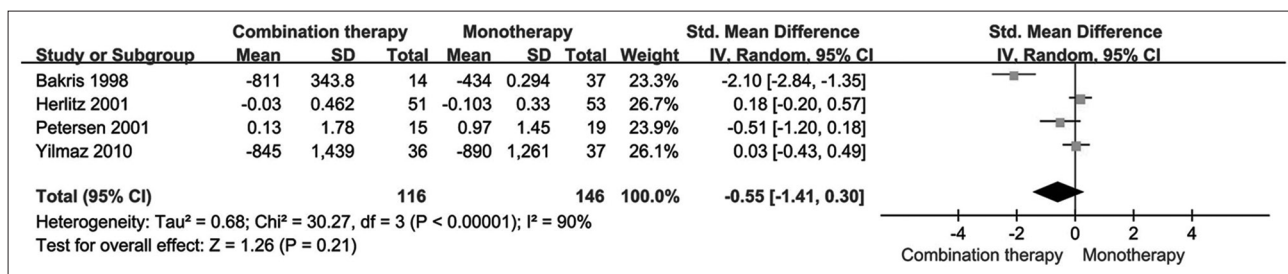 Combination therapy Monotherapy Std. Mean Difference Std. Mean Difference
Study or Subgroup Mean SD Total Mean SD Total Weight IV, Random, 95% CI IV, Random, 95% CI
Bakris 1998 -811 343.8 14 -434 0.294 37 23.3% -2.10 [-2.84, -1.35]
Herlitz 2001 -0.03 0.462 51 -0.103 0.33 53 26.7% 0.18 [-0.20, 0.57]
Petersen 2001 0.13 1.78 15 0.97 1.45 19 23.9% -0.51 [-1.20, 0.18]
Yilmaz 2010 -845 1,439 36 -890 1,261 37 26.1% 0.03 [-0.43, 0.49]
Total (95% CI) 116 146 100.0% -0.55 [-1.41, 0.30]
Heterogeneity: Tau² = 0.68; Chi² = 30.27, df = 3 (P < 0.00001); I² = 90%
Test for overall effect: Z = 1.26 (P = 0.21)
-4 -2 0 2 4
Combination therapy Monotherapy